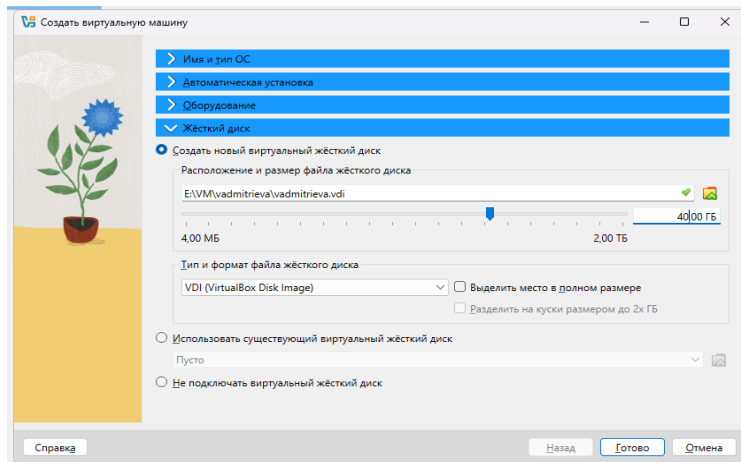 Создать виртуальную машину
Имя и тип ОС
Автоматическая установка
Оборудование
Жёсткий диск
Создать новый виртуальный жёсткий диск
Расположение и размер файла жёсткого диска
E:\VM\vadmitrieva\vadmitrieva.vdi
40,00 ГБ
4,00 МБ 2,00 ТБ
Тип и формат файла жёсткого диска
VDI (VirtualBox Disk Image) Выделить место в полном размере
Разделить на куски размером до 2х ГБ
Использовать существующий виртуальный жёсткий диск
Пусто
Не подключать виртуальный жёсткий диск
Справка Назад Готово Отмена